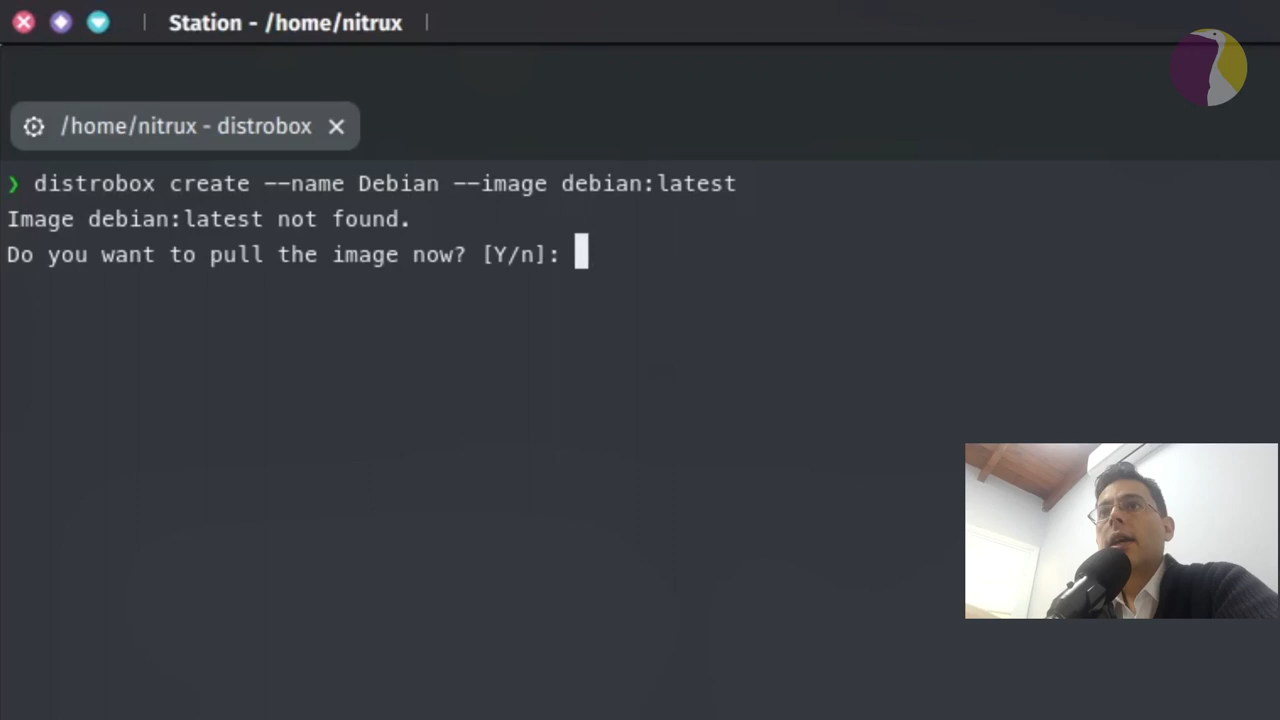 Station - /home/nitrux
/home/nitrux - distrobox
❯ distrobox create --name Debian --image debian:latest
Image debian:latest not found.
Do you want to pull the image now? [Y/n]: